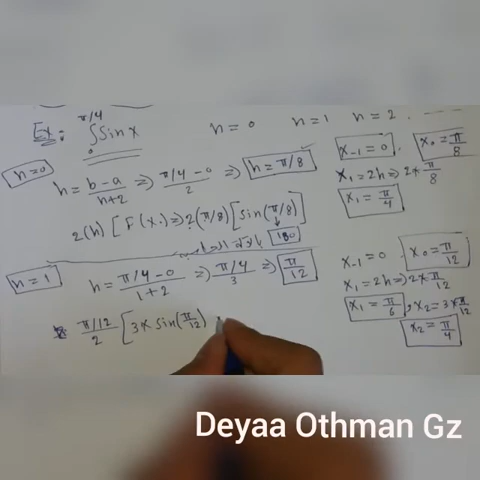 Ex: ∫₀^(π/4) Sin x
n = 0 n = 1 n = 2 . ----
n=0
h = (b-a)/(n+2) ⇒ (π/4 - 0)/2 ⇒ h = π/8
x₋₁ = 0 , x₀ = π/8
x₁ = 2h ⇒ 2*π/8
x₁ = π/4
2(h) [F(x.) ⇒ 2(π/8)[sin(π/8)]
180
n=1
h = (π/4 - 0)/(1+2) ⇒ (π/4)/3 ⇒ π/12
x₋₁ = 0 x₀ = π/12
x₁ = 2h ⇒ 2*π/12
x₁ = π/6 , x₂ = 3*π/12
x₂ = π/4
(π/12)/2 [3* sin(π/12)
Deyaa Othman Gz